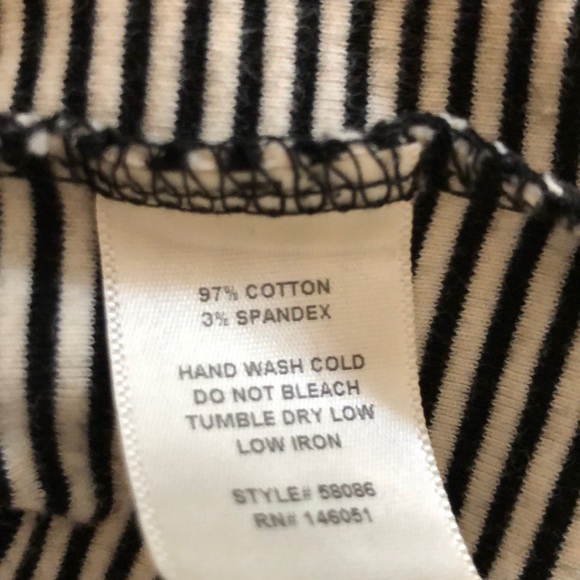 97% COTTON
3% SPANDEX
HAND WASH COLD
DO NOT BLEACH
TUMBLE DRY LOW
LOW IRON
STYLE# 58086
RN# 146051